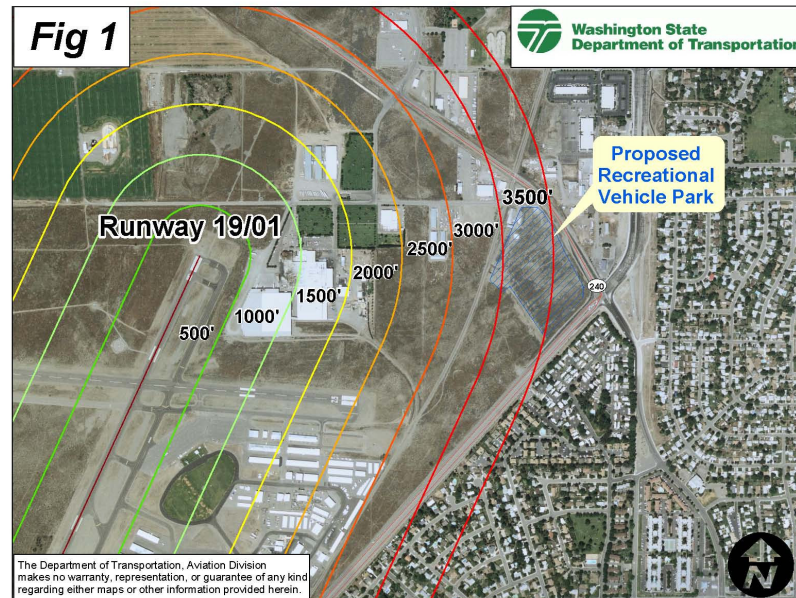 Fig 1
Washington State
Department of Transportation
Proposed
Recreational
Vehicle Park
3500'
Runway 19/01
3000'
2500'
2000'
1500'
1000'
500'
240
The Department of Transportation, Aviation Division
makes no warranty, representation, or guarantee of any kind
regarding either maps or other information provided herein.
N